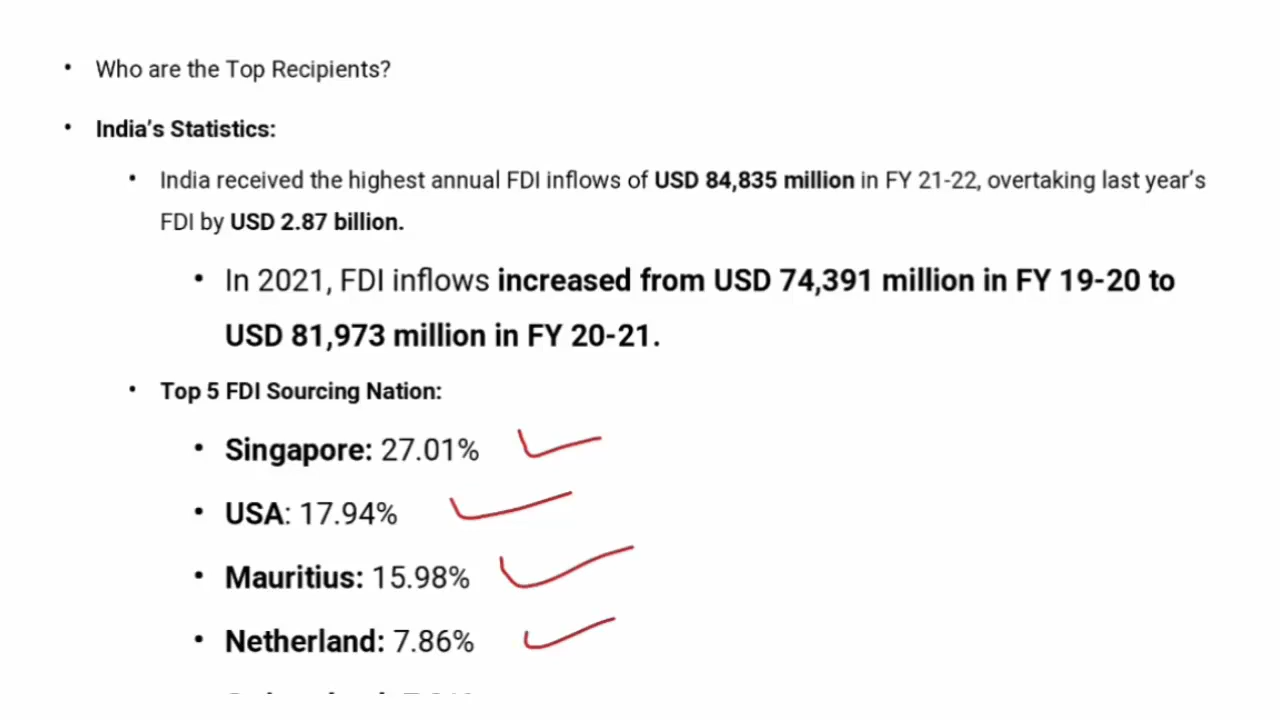 • Who are the Top Recipients?
• India's Statistics:
• India received the highest annual FDI inflows of USD 84,835 million in FY 21-22, overtaking last year's
FDI by USD 2.87 billion.
• In 2021, FDI inflows increased from USD 74,391 million in FY 19-20 to
USD 81,973 million in FY 20-21.
• Top 5 FDI Sourcing Nation:
• Singapore: 27.01%
• USA: 17.94%
• Mauritius: 15.98%
• Netherland: 7.86%